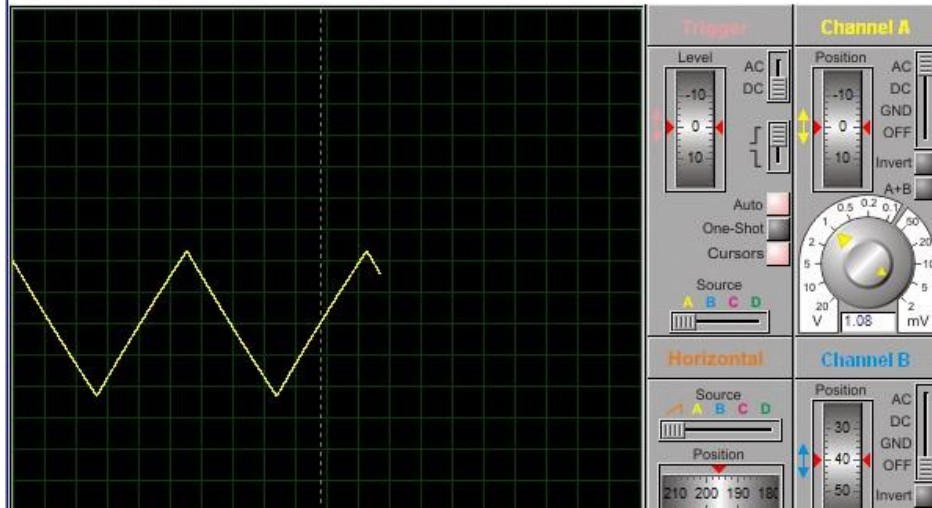 Trigger
Level
AC
DC
-10
0
10
Auto
One-Shot
Cursors
Source
A B C D
Horizontal
Source
A B C D
Position
210 200 190 180
Channel A
Position
AC
DC
GND
OFF
-10
0
10
Invert
A+B
20 10 5 2 1 0.5 0.2 0.1 50 20 10 5 2
V 1.08 mV
Channel B
Position
AC
DC
GND
OFF
30
40
50
Invert